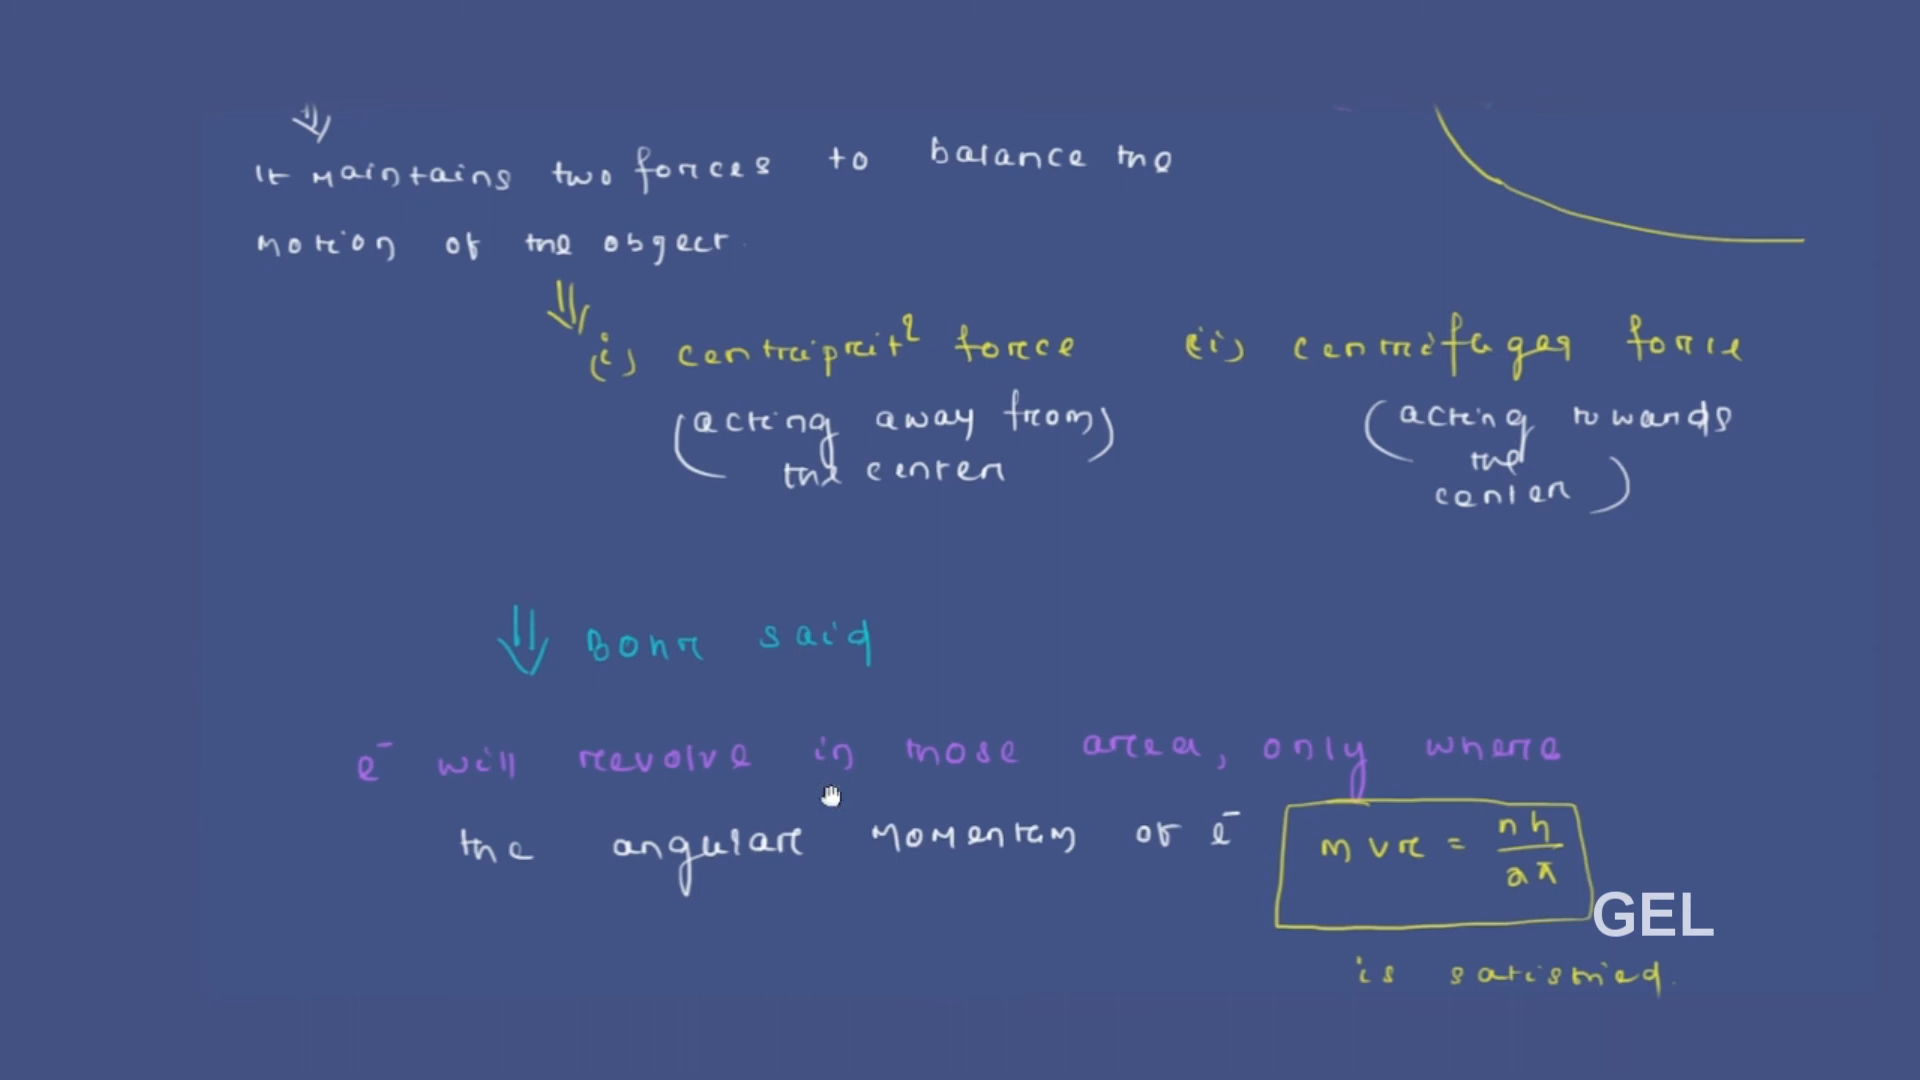 It maintains two forces to balance the
motion of the object.
(i) centripit² force (ii) centrifugas force
(acting away from the center) (acting towards the center)
Bohr said
e⁻ will revolve in those area, only where
the angular momentum of e⁻ mvr = nh/2π
GEL
is satisfied.